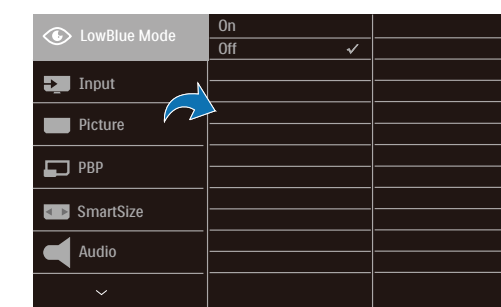 LowBlue Mode
On
Off
Input
Picture
PBP
SmartSize
Audio